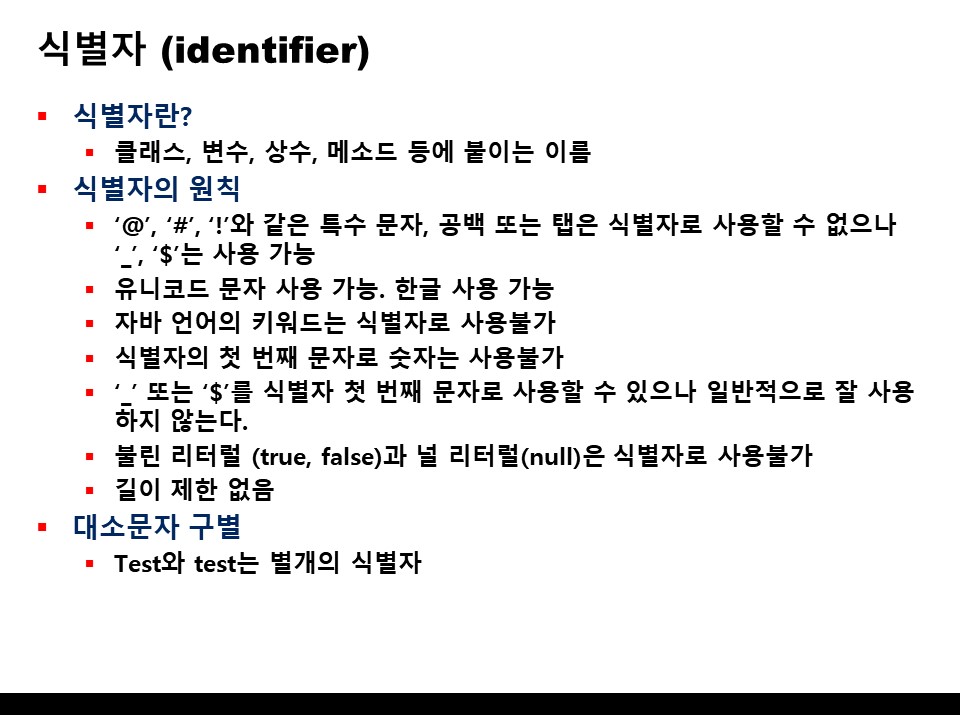 식별자 (identifier)
▪ 식별자란?
▪ 클래스, 변수, 상수, 메소드 등에 붙이는 이름
▪ 식별자의 원칙
▪ ‘@’, ‘#’, ‘!’와 같은 특수 문자, 공백 또는 탭은 식별자로 사용할 수 없으나
‘_’, ‘$’는 사용 가능
▪ 유니코드 문자 사용 가능. 한글 사용 가능
▪ 자바 언어의 키워드는 식별자로 사용불가
▪ 식별자의 첫 번째 문자로 숫자는 사용불가
▪ ‘_’ 또는 ‘$’를 식별자 첫 번째 문자로 사용할 수 있으나 일반적으로 잘 사용
하지 않는다.
▪ 불린 리터럴 (true, false)과 널 리터럴(null)은 식별자로 사용불가
▪ 길이 제한 없음
▪ 대소문자 구별
▪ Test와 test는 별개의 식별자